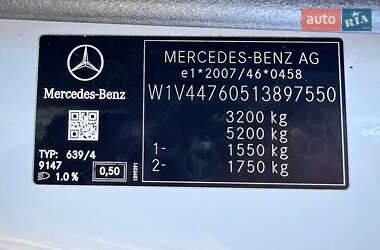 auto RIA
MERCEDES-BENZ AG
e1*2007/46*0458
Mercedes-Benz
W1V44760513897550
3200 kg
5200 kg
1- 1550 kg
2- 1750 kg
TYP: 639/4
9147
1.0 % 0,50